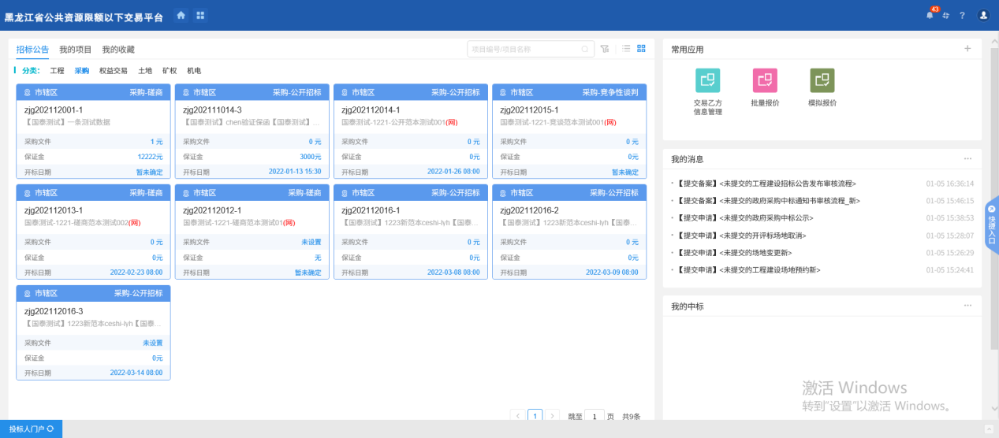 黑龙江省公共资源限额以下交易平台
43
招标公告 我的项目 我的收藏
项目编号/项目名称
分类: 工程 采购 权益交易 土地 矿权 机电
市辖区 采购-磋商
zjg202112001-1
【国泰测试】一条测试数据
采购文件 1 元
保证金 12222元
开标日期 暂未确定
市辖区 采购-公开招标
zjg202111014-3
【国泰测试】chen验证保函【国泰测试】...
采购文件 0 元
保证金 3000元
开标日期 2022-01-13 15:30
市辖区 采购-公开招标
zjg202112014-1
国泰测试-1221-公开范本测试001(网)
采购文件 0 元
保证金 0元
开标日期 2022-01-26 08:00
市辖区 采购-竞争性谈判
zjg202112015-1
国泰测试-1221-竞谈范本测试001(网)
采购文件 0 元
保证金 0元
开标日期 暂未确定
市辖区 采购-磋商
zjg202112013-1
国泰测试-1221-磋商范本测试002(网)
采购文件 0 元
保证金 0元
开标日期 2022-02-23 08:00
市辖区 采购-磋商
zjg202112012-1
国泰测试-1221-磋商范本测试01(网)
采购文件 未设置
保证金 无
开标日期 暂未确定
市辖区 采购-公开招标
zjg202112016-1
【国泰测试】1223新范本ceshi-lyh【国泰...
采购文件 0 元
保证金 0元
开标日期 2022-03-08 08:00
市辖区 采购-公开招标
zjg202112016-2
【国泰测试】1223新范本ceshi-lyh【国泰...
采购文件 0 元
保证金 0元
开标日期 2022-03-09 08:00
市辖区 采购-公开招标
zjg202112016-3
【国泰测试】1223新范本ceshi-lyh【国泰...
采购文件 未设置
保证金 0元
开标日期 2022-03-14 08:00
1 跳至 1 页 共9条
常用应用
交易乙方
信息管理
批量报价
模拟报价
我的消息
【提交备案】<未提交的工程建设招标公告发布审核流程> 01-05 16:36:14
【提交备案】<未提交的政府采购中标通知书审核流程_新> 01-05 15:46:15
【提交申请】<未提交的政府采购中标公示> 01-05 15:38:53
【提交申请】<未提交的开评标场地取消> 01-05 15:28:07
【提交申请】<未提交的场地变更新> 01-05 15:26:29
【提交申请】<未提交的工程建设场地预约新> 01-05 15:24:41
快捷入口
我的中标
激活 Windows
转到"设置"以激活 Windows。
投标人门户